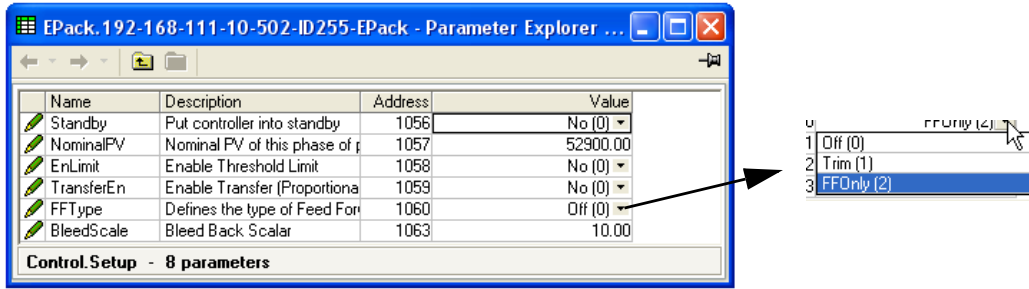 EPack.192-168-111-10-502-ID255-EPack - Parameter Explorer ...
Name Description Address Value
Standby Put controller into standby 1056 No (0)
NominalPV Nominal PV of this phase of p 1057 52900.00
EnLimit Enable Threshold Limit 1058 No (0)
TransferEn Enable Transfer (Proportiona 1059 No (0)
FFType Defines the type of Feed For 1060 Off (0)
BleedScale Bleed Back Scalar 1063 10.00
Control.Setup - 8 parameters
FFOnly (2)
1 Off (0)
2 Trim (1)
3 FFOnly (2)